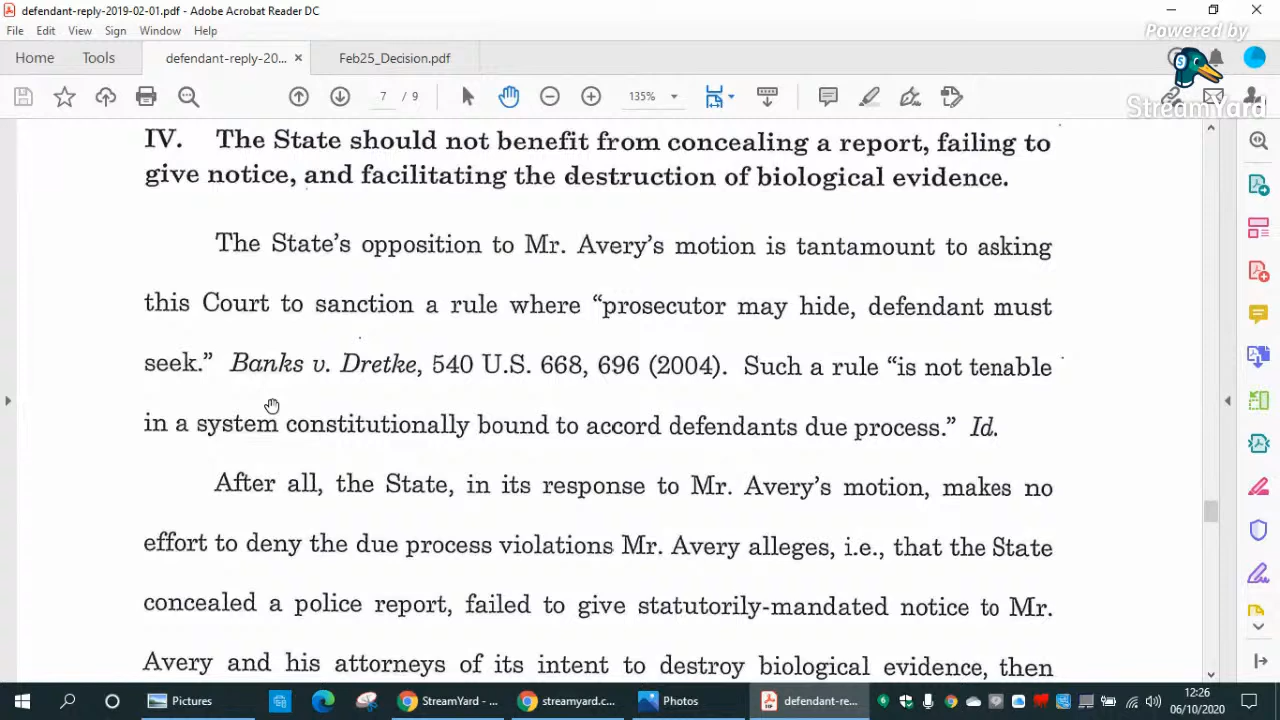 defendant-reply-2019-02-01.pdf - Adobe Acrobat Reader DC
File Edit View Sign Window Help
Powered by
Home Tools defendant-reply-20... × Feb25_Decision.pdf
7 / 9 135%
StreamYard
IV. The State should not benefit from concealing a report, failing to
give notice, and facilitating the destruction of biological evidence.
The State's opposition to Mr. Avery's motion is tantamount to asking
this Court to sanction a rule where “prosecutor may hide, defendant must
seek.” Banks v. Dretke, 540 U.S. 668, 696 (2004). Such a rule “is not tenable
in a system constitutionally bound to accord defendants due process.” Id.
After all, the State, in its response to Mr. Avery's motion, makes no
effort to deny the due process violations Mr. Avery alleges, i.e., that the State
concealed a police report, failed to give statutorily-mandated notice to Mr.
Avery and his attorneys of its intent to destroy biological evidence, then
Pictures StreamYard - ... streamyard.c... Photos defendant-re... 12:26
06/10/2020